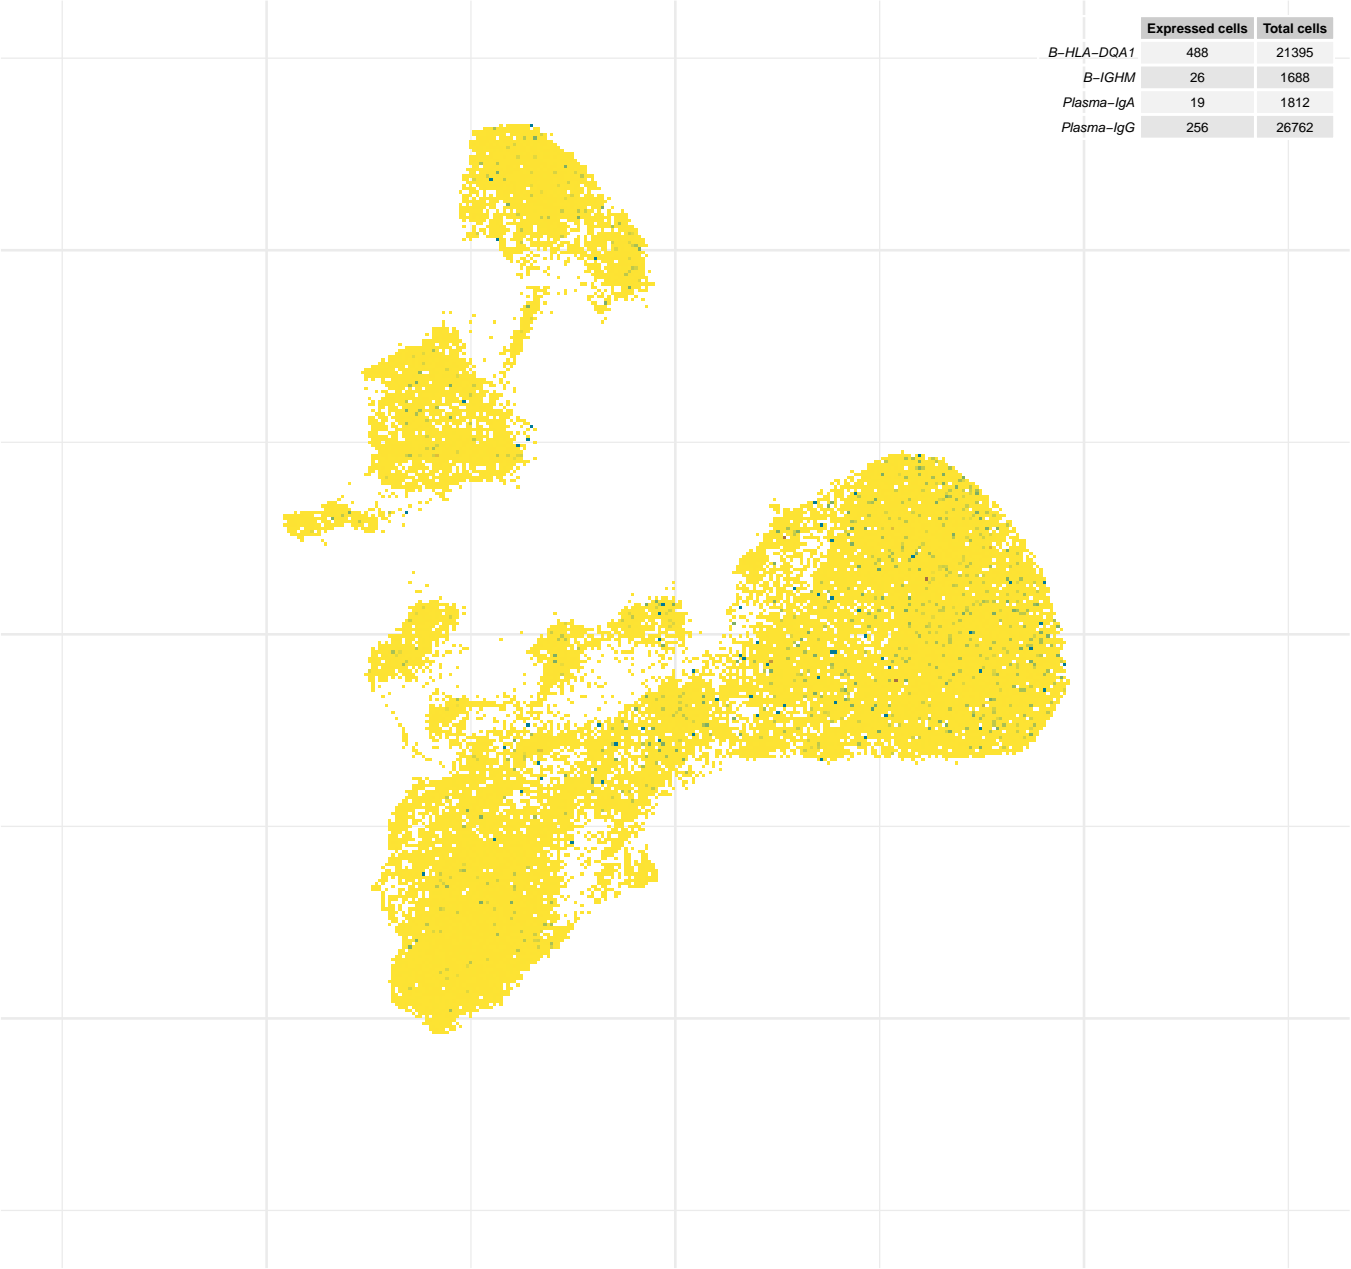 Expressed cells Total cells
B−HLA−DQA1 488 21395
B−IGHM 26 1688
Plasma−IgA 19 1812
Plasma−IgG 256 26762